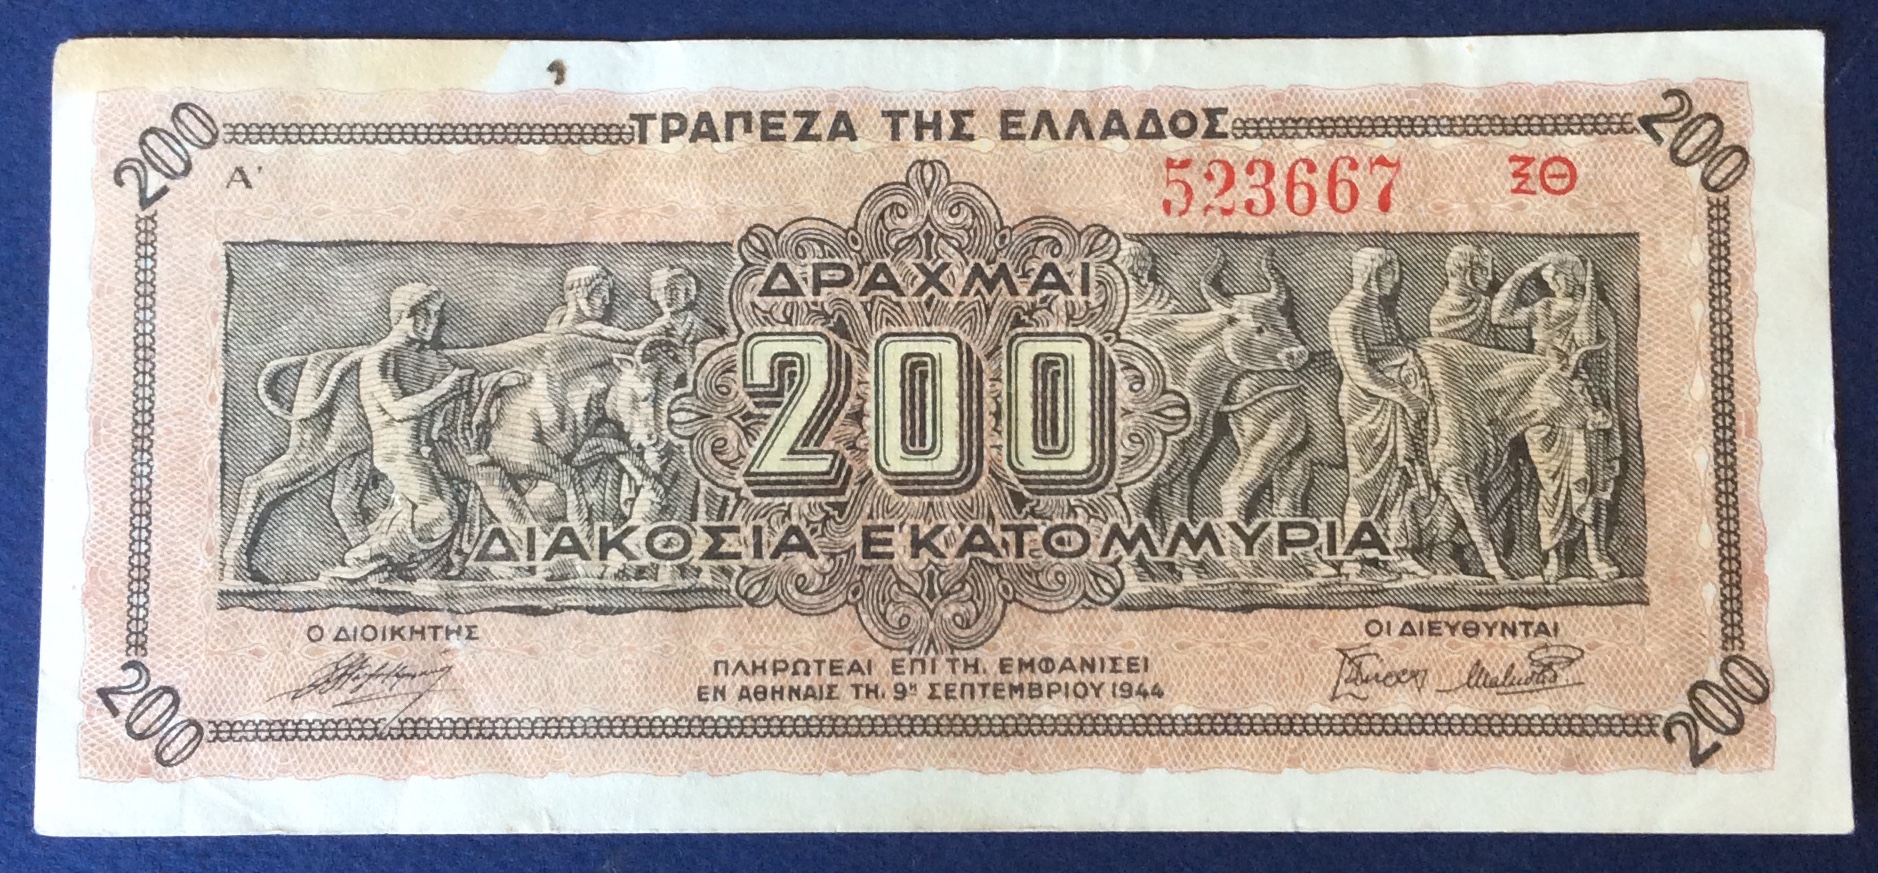 200 ΤΡΑΠΕΖΑ ΤΗΣ ΕΛΛΑΔΟΣ 200
Α' 523667 ΞΘ
ΔΡΑΧΜΑΙ
200
ΔΙΑΚΟΣΙΑ ΕΚΑΤΟΜΜΥΡΙΑ
Ο ΔΙΟΙΚΗΤΗΣ ΟΙ ΔΙΕΥΘΥΝΤΑΙ
ΠΛΗΡΩΤΕΑΙ ΕΠΙ ΤΗ, ΕΜΦΑΝΙΣΕΙ
ΕΝ ΑΘΗΝΑΙΣ ΤΗ, 9ῃ ΣΕΠΤΕΜΒΡΙΟΥ 1944
200 200